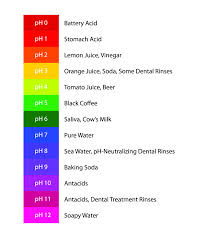 pH 0 Battery Acid
pH 1 Stomach Acid
pH 2 Lemon Juice, Vinegar
pH 3 Orange Juice, Soda, Some Dental Rinses
pH 4 Tomato Juice, Beer
pH 5 Black Coffee
pH 6 Saliva, Cow's Milk
pH 7 Pure Water
pH 8 Sea Water, pH-Neutralizing Dental Rinses
pH 9 Baking Soda
pH 10 Antacids
pH 11 Antacids, Dental Treatment Rinses
pH 12 Soapy Water